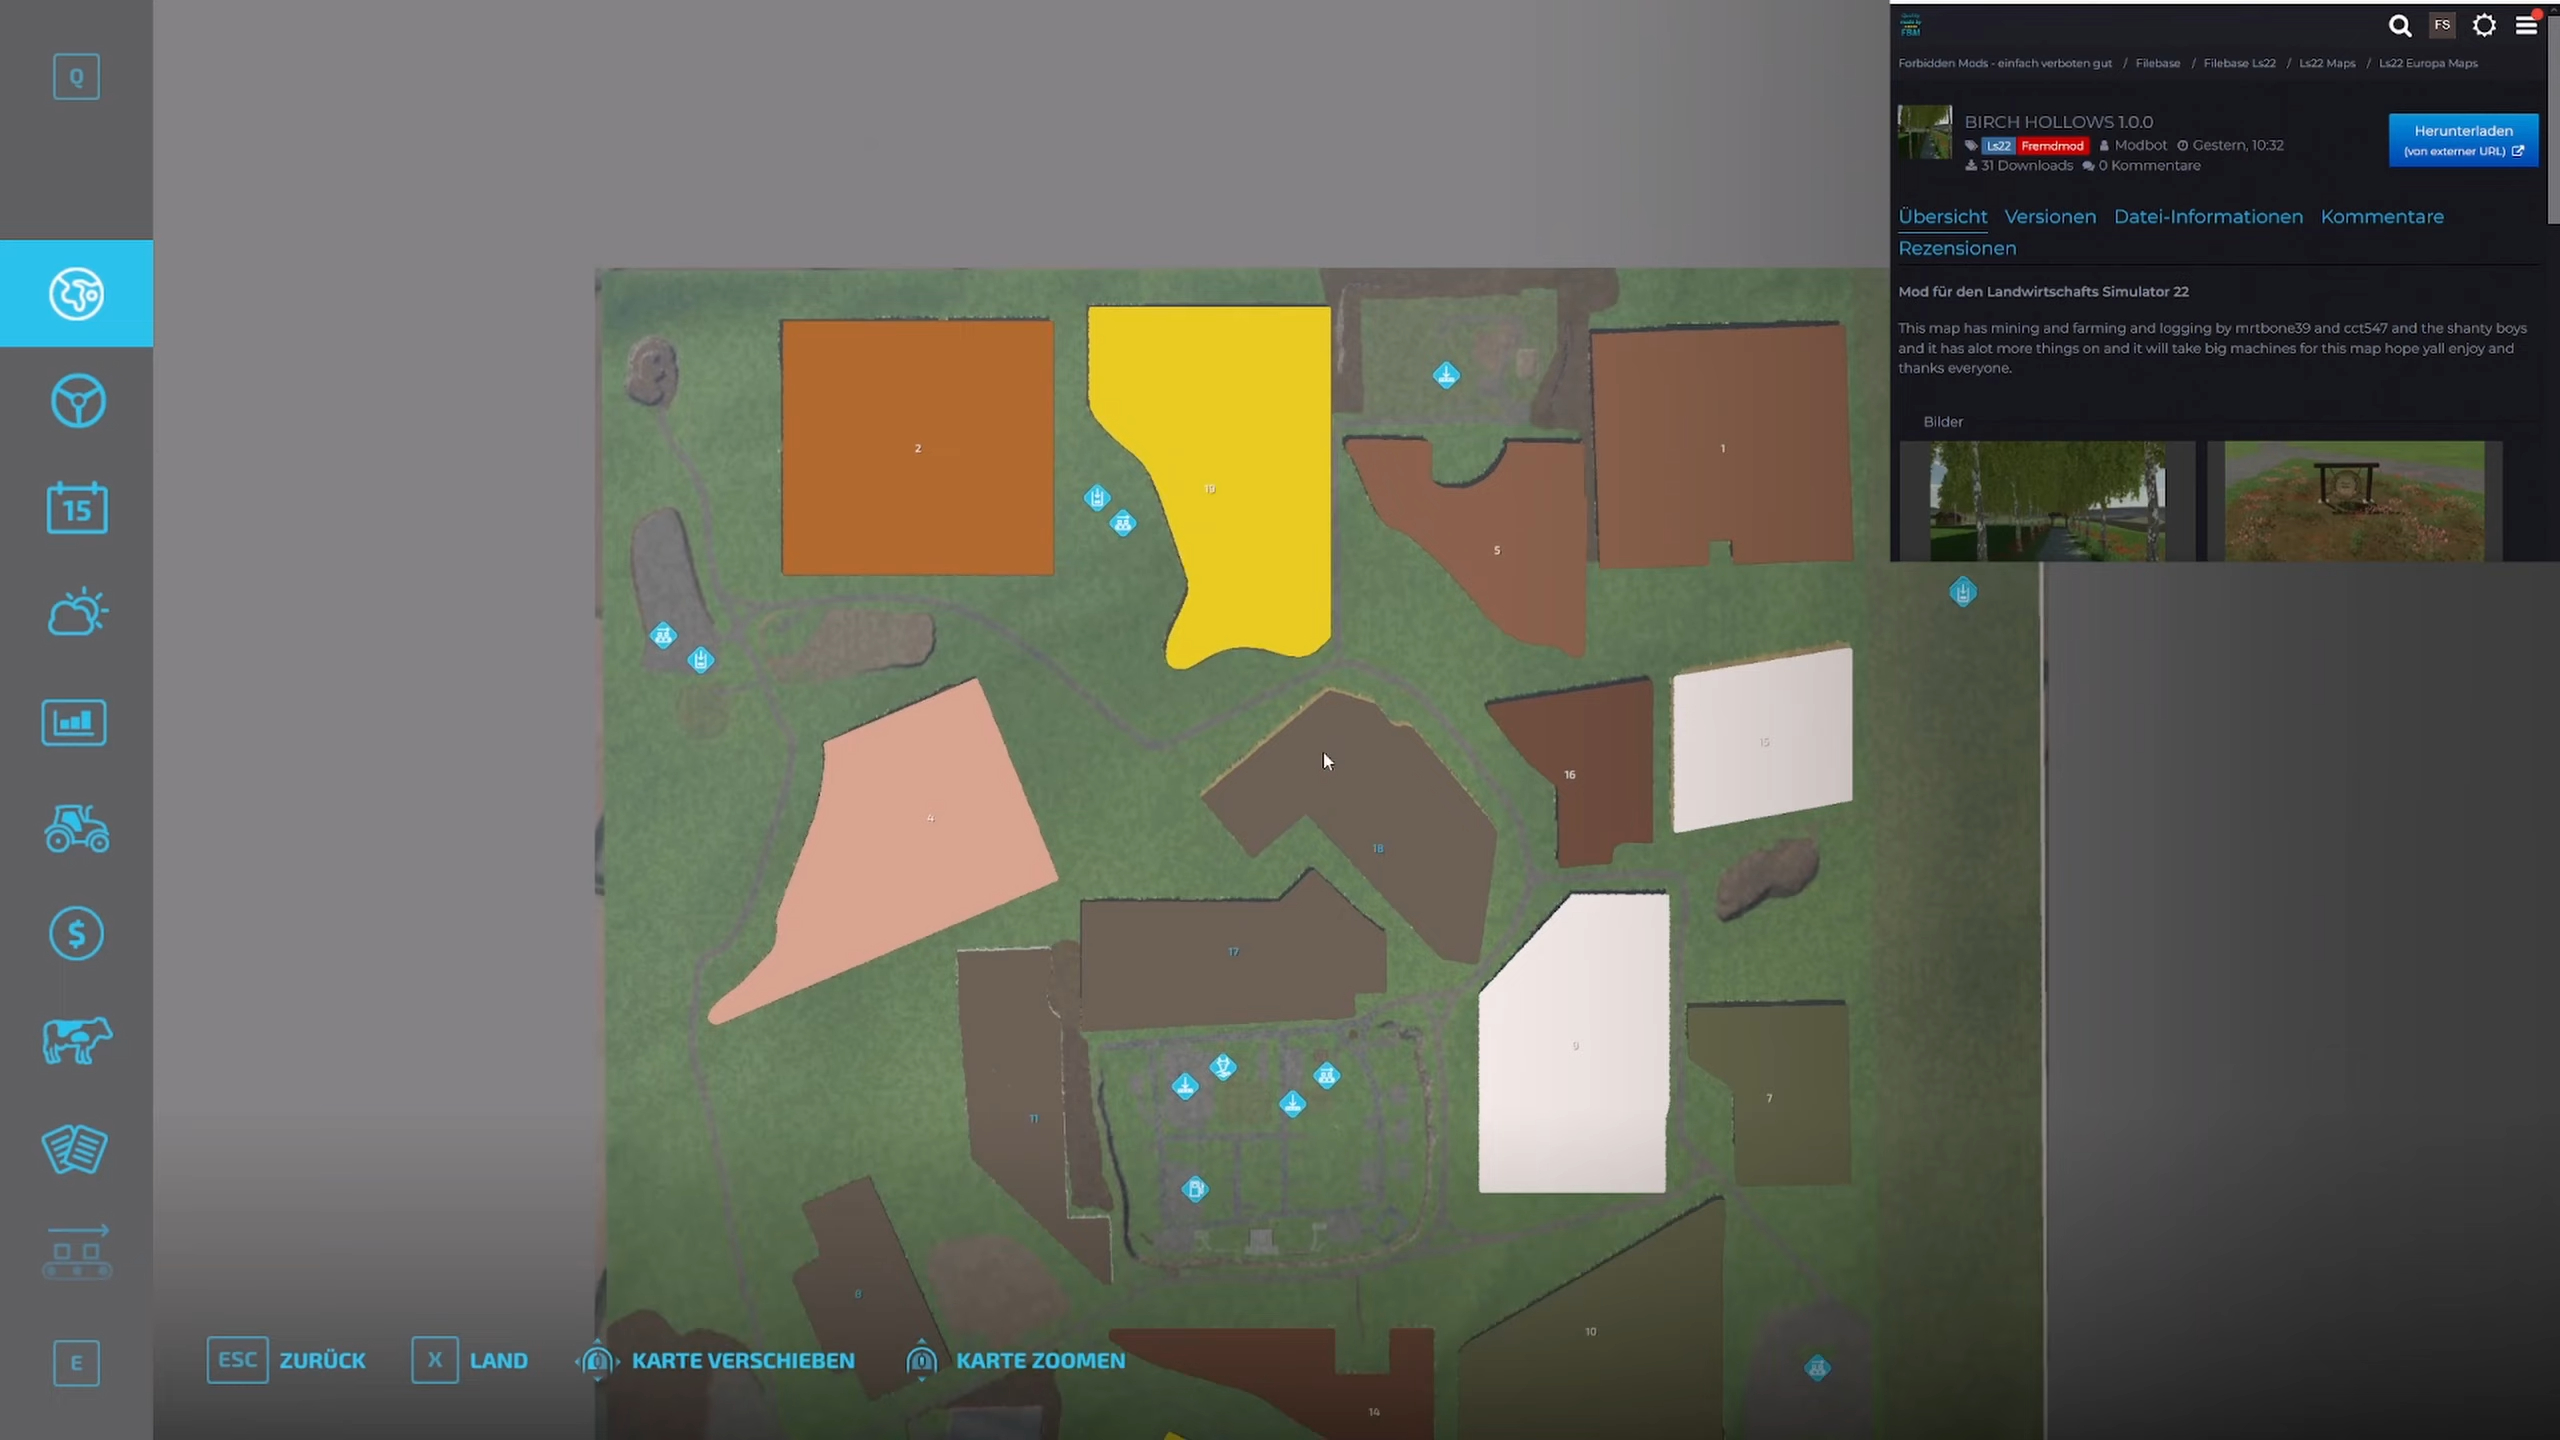 Q
15
E
2
19
1
5
4
16
15
18
17
9
11
7
8
10
14
ESC ZURÜCK
X LAND
KARTE VERSCHIEBEN
KARTE ZOOMEN
FBM
FS
Forbidden Mods - einfach verboten gut / Filebase / Filebase Ls22 / Ls22 Maps / Ls22 Europa Maps
BIRCH HOLLOWS 1.0.0
Ls22 Fremdmod Modbot Gestern, 10:32
31 Downloads 0 Kommentare
Herunterladen
(von externer URL)
Übersicht Versionen Datei-Informationen Kommentare
Rezensionen
Mod für den Landwirtschafts Simulator 22
This map has mining and farming and logging by mrtbone39 and cct547 and the shanty boys
and it has alot more things on and it will take big machines for this map hope yall enjoy and
thanks everyone.
Bilder